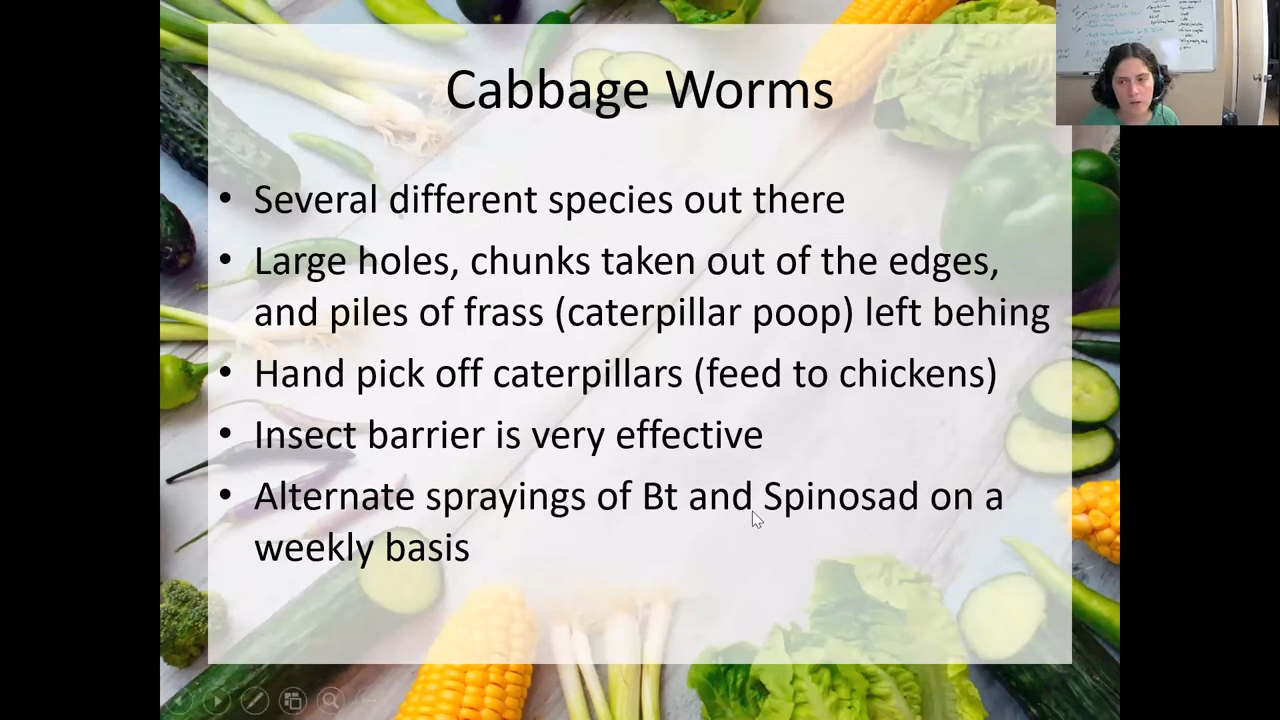 Cabbage Worms
• Several different species out there
• Large holes, chunks taken out of the edges,
and piles of frass (caterpillar poop) left behing
• Hand pick off caterpillars (feed to chickens)
• Insect barrier is very effective
• Alternate sprayings of Bt and Spinosad on a
weekly basis